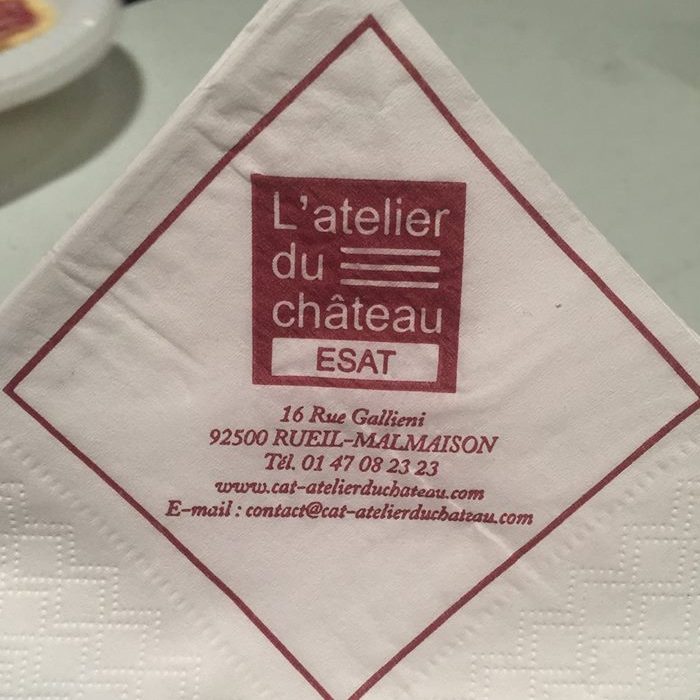 L'atelier
du
château
ESAT
16 Rue Gallieni
92500 RUEIL-MALMAISON
Tél. 01 47 08 23 23
www.cat-atelierduchateau.com
E-mail : contact@cat-atelierduchateau.com